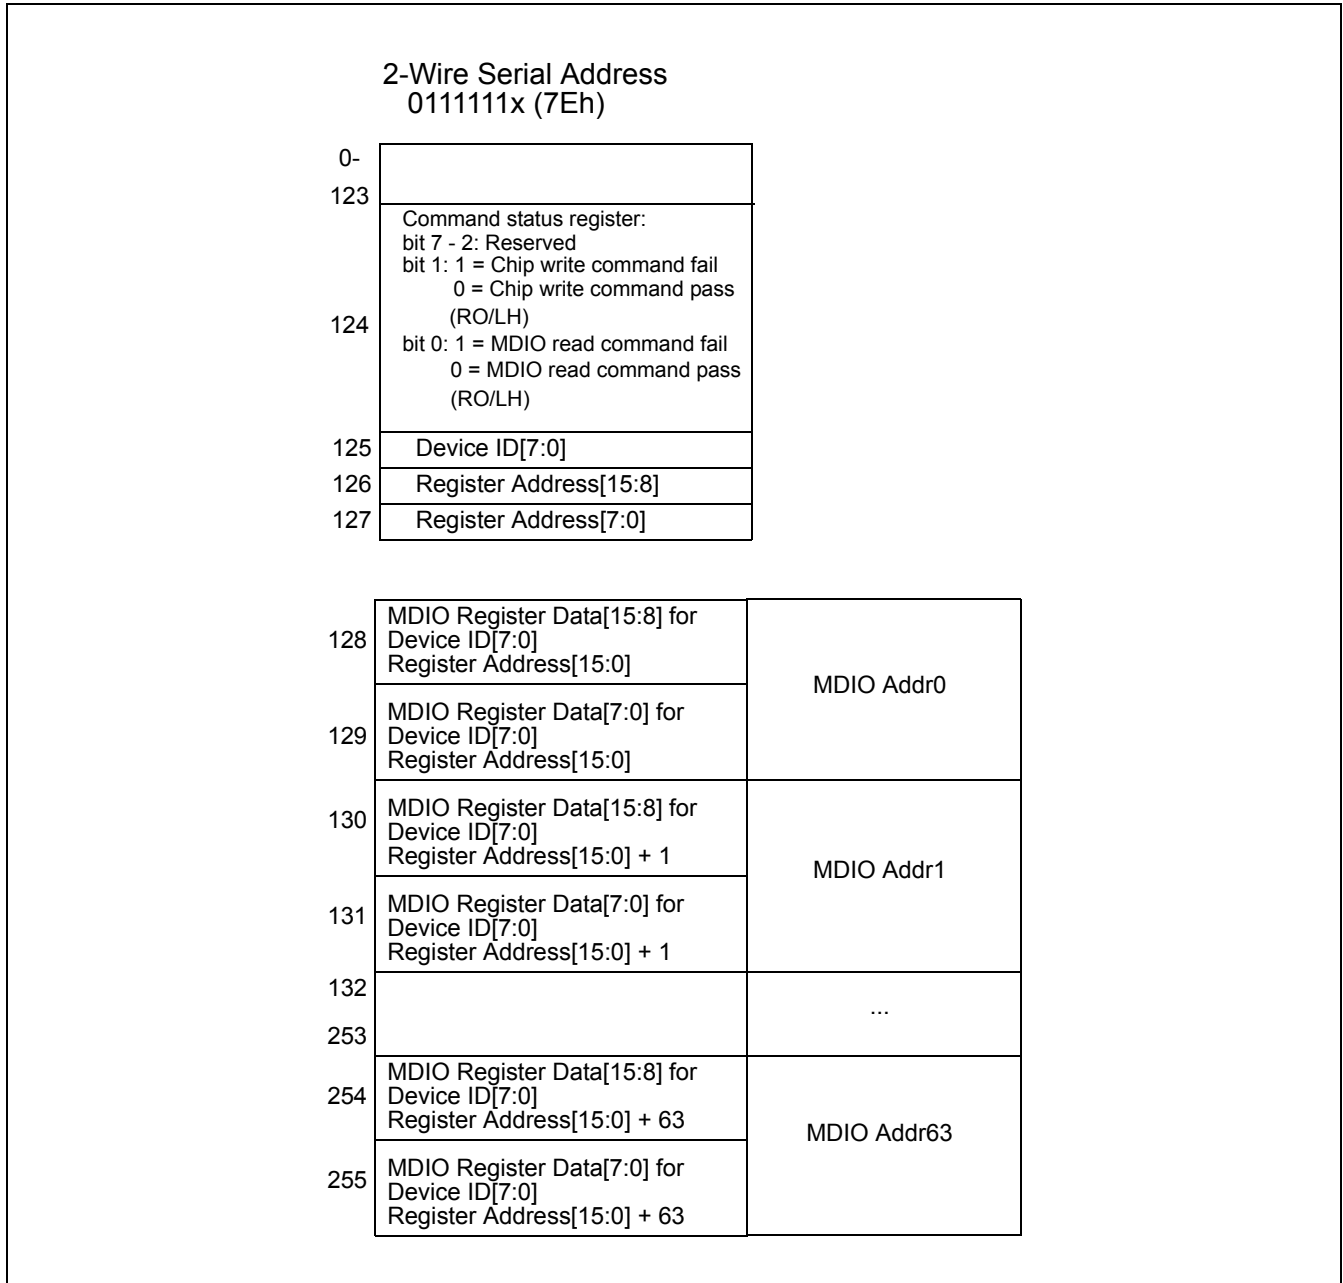 2-Wire Serial Address
0111111x (7Eh)
0-
123
Command status register:
bit 7 - 2: Reserved
bit 1: 1 = Chip write command fail
0 = Chip write command pass
(RO/LH)
124
bit 0: 1 = MDIO read command fail
0 = MDIO read command pass
(RO/LH)
125 Device ID[7:0]
126 Register Address[15:8]
127 Register Address[7:0]
MDIO Register Data[15:8] for
128 Device ID[7:0]
Register Address[15:0]
MDIO Addr0
MDIO Register Data[7:0] for
129 Device ID[7:0]
Register Address[15:0]
MDIO Register Data[15:8] for
130 Device ID[7:0]
Register Address[15:0] + 1
MDIO Addr1
MDIO Register Data[7:0] for
131 Device ID[7:0]
Register Address[15:0] + 1
132
...
253
MDIO Register Data[15:8] for
254 Device ID[7:0]
Register Address[15:0] + 63
MDIO Addr63
MDIO Register Data[7:0] for
255 Device ID[7:0]
Register Address[15:0] + 63